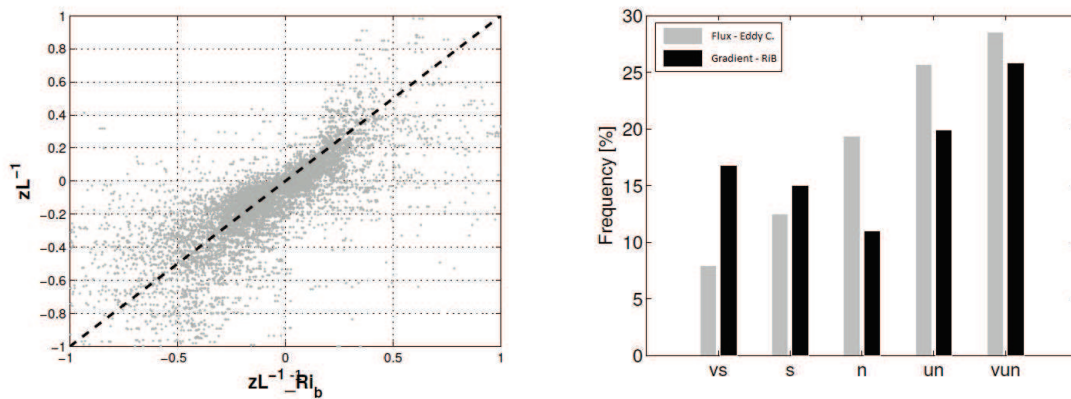 1
0.8
0.6
0.4
0.2
0
−0.2
−0.4
−0.6
−0.8
−1
zL⁻¹
−1
−0.5
0
0.5
1
zL⁻¹_Ri_b
30
25
20
15
10
5
0
Frequency [%]
Flux - Eddy C.
Gradient - RiB
vs
s
n
un
vun